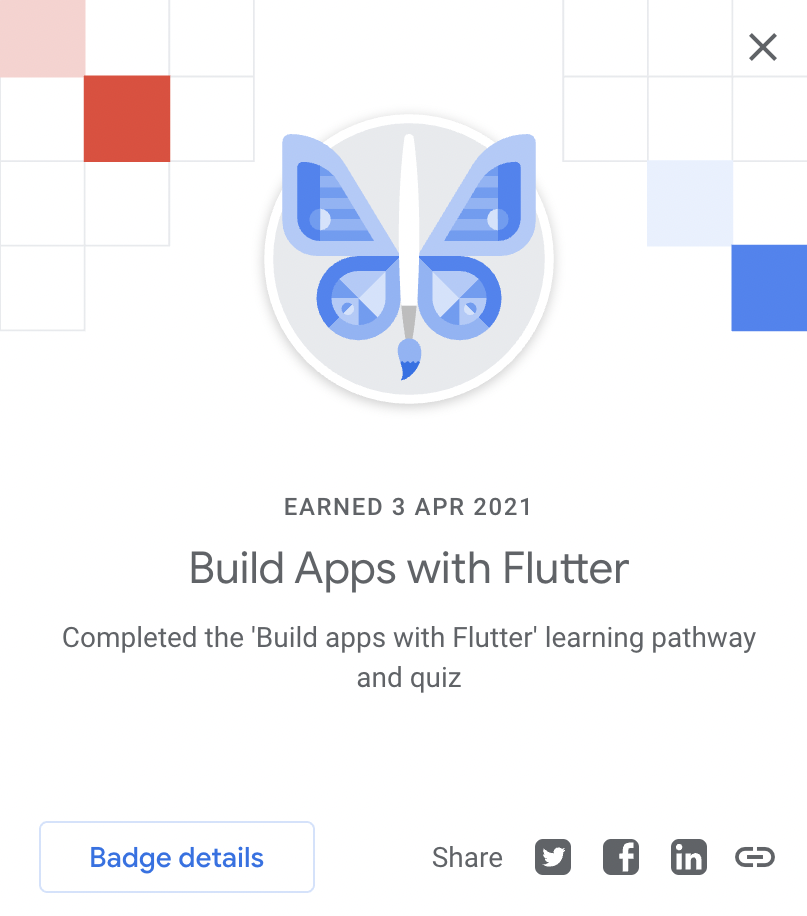 EARNED 3 APR 2021
Build Apps with Flutter
Completed the 'Build apps with Flutter' learning pathway
and quiz
Badge details
Share
in